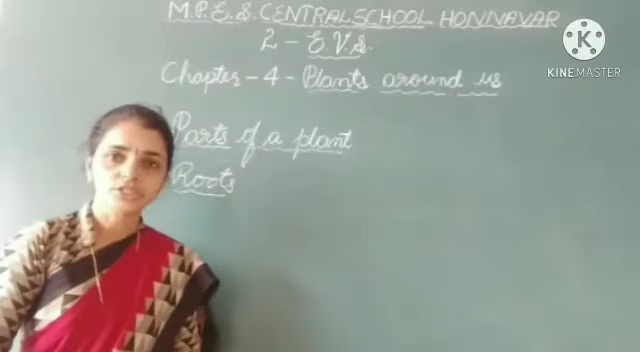 M.P.E.S. CENTRAL SCHOOL HONNAVAR
2 - E.V.S.
Chapter - 4 - Plants around us
Parts of a plant
Roots
KINEMASTER